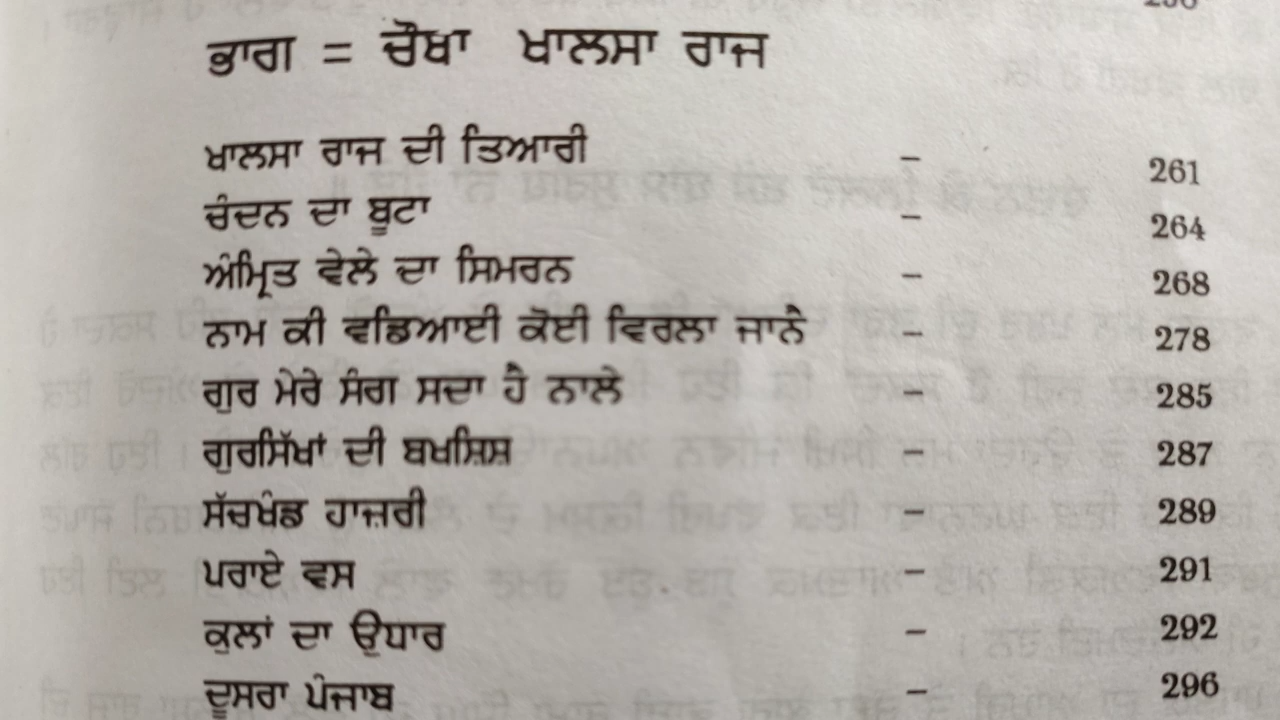 ਭਾਗ = ਚੌਥਾ ਖਾਲਸਾ ਰਾਜ
ਖਾਲਸਾ ਰਾਜ ਦੀ ਤਿਆਰੀ – 261
ਚੰਦਨ ਦਾ ਬੂਟਾ – 264
ਅੰਮ੍ਰਿਤ ਵੇਲੇ ਦਾ ਸਿਮਰਨ – 268
ਨਾਮ ਕੀ ਵਡਿਆਈ ਕੋਈ ਵਿਰਲਾ ਜਾਨੈ – 278
ਗੁਰ ਮੇਰੇ ਸੰਗ ਸਦਾ ਹੈ ਨਾਲੇ – 285
ਗੁਰਸਿੱਖਾਂ ਦੀ ਬਖਸ਼ਿਸ਼ – 287
ਸੱਚਖੰਡ ਹਾਜ਼ਰੀ – 289
ਪਰਾਏ ਵਸ – 291
ਕੁਲਾਂ ਦਾ ਉਧਾਰ – 292
ਦੂਸਰਾ ਪੰਜਾਬ – 296